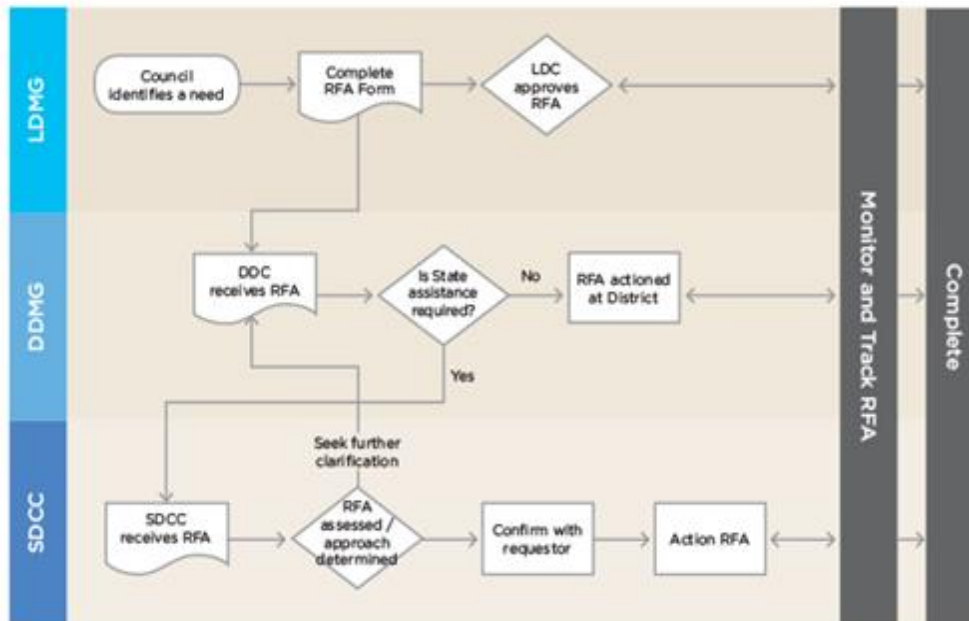 LDMG
Council
identifies a need
Complete
RFA Form
LDC
approves
RFA
DDMG
DDC
receives RFA
Is State
assistance
required?
No
RFA actioned
at District
Yes
SDCC
Seek further
clarification
SDCC
receives RFA
RFA
assessed /
approach
determined
Confirm with
requestor
Action RFA
Monitor and Track RFA
Complete